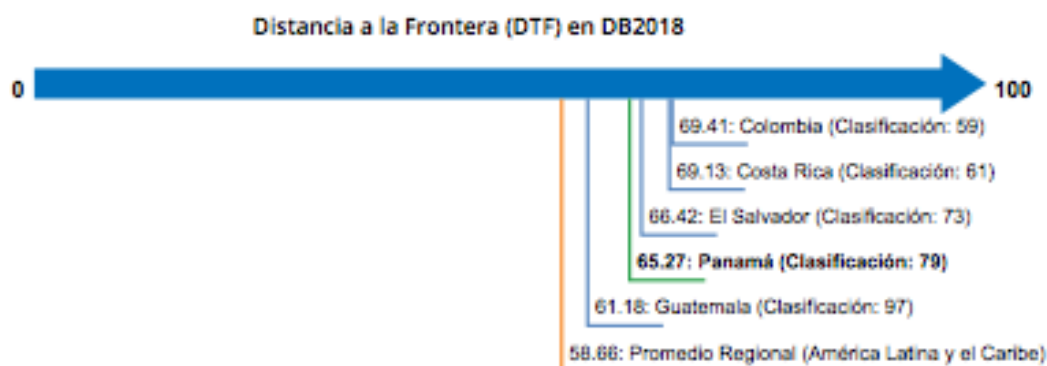 Distancia a la Frontera (DTF) en DB2018
0
100
69.41: Colombia (Clasificación: 59)
69.13: Costa Rica (Clasificación: 61)
66.42: El Salvador (Clasificación: 73)
65.27: Panamá (Clasificación: 79)
61.18: Guatemala (Clasificación: 97)
58.66: Promedio Regional (América Latina y el Caribe)